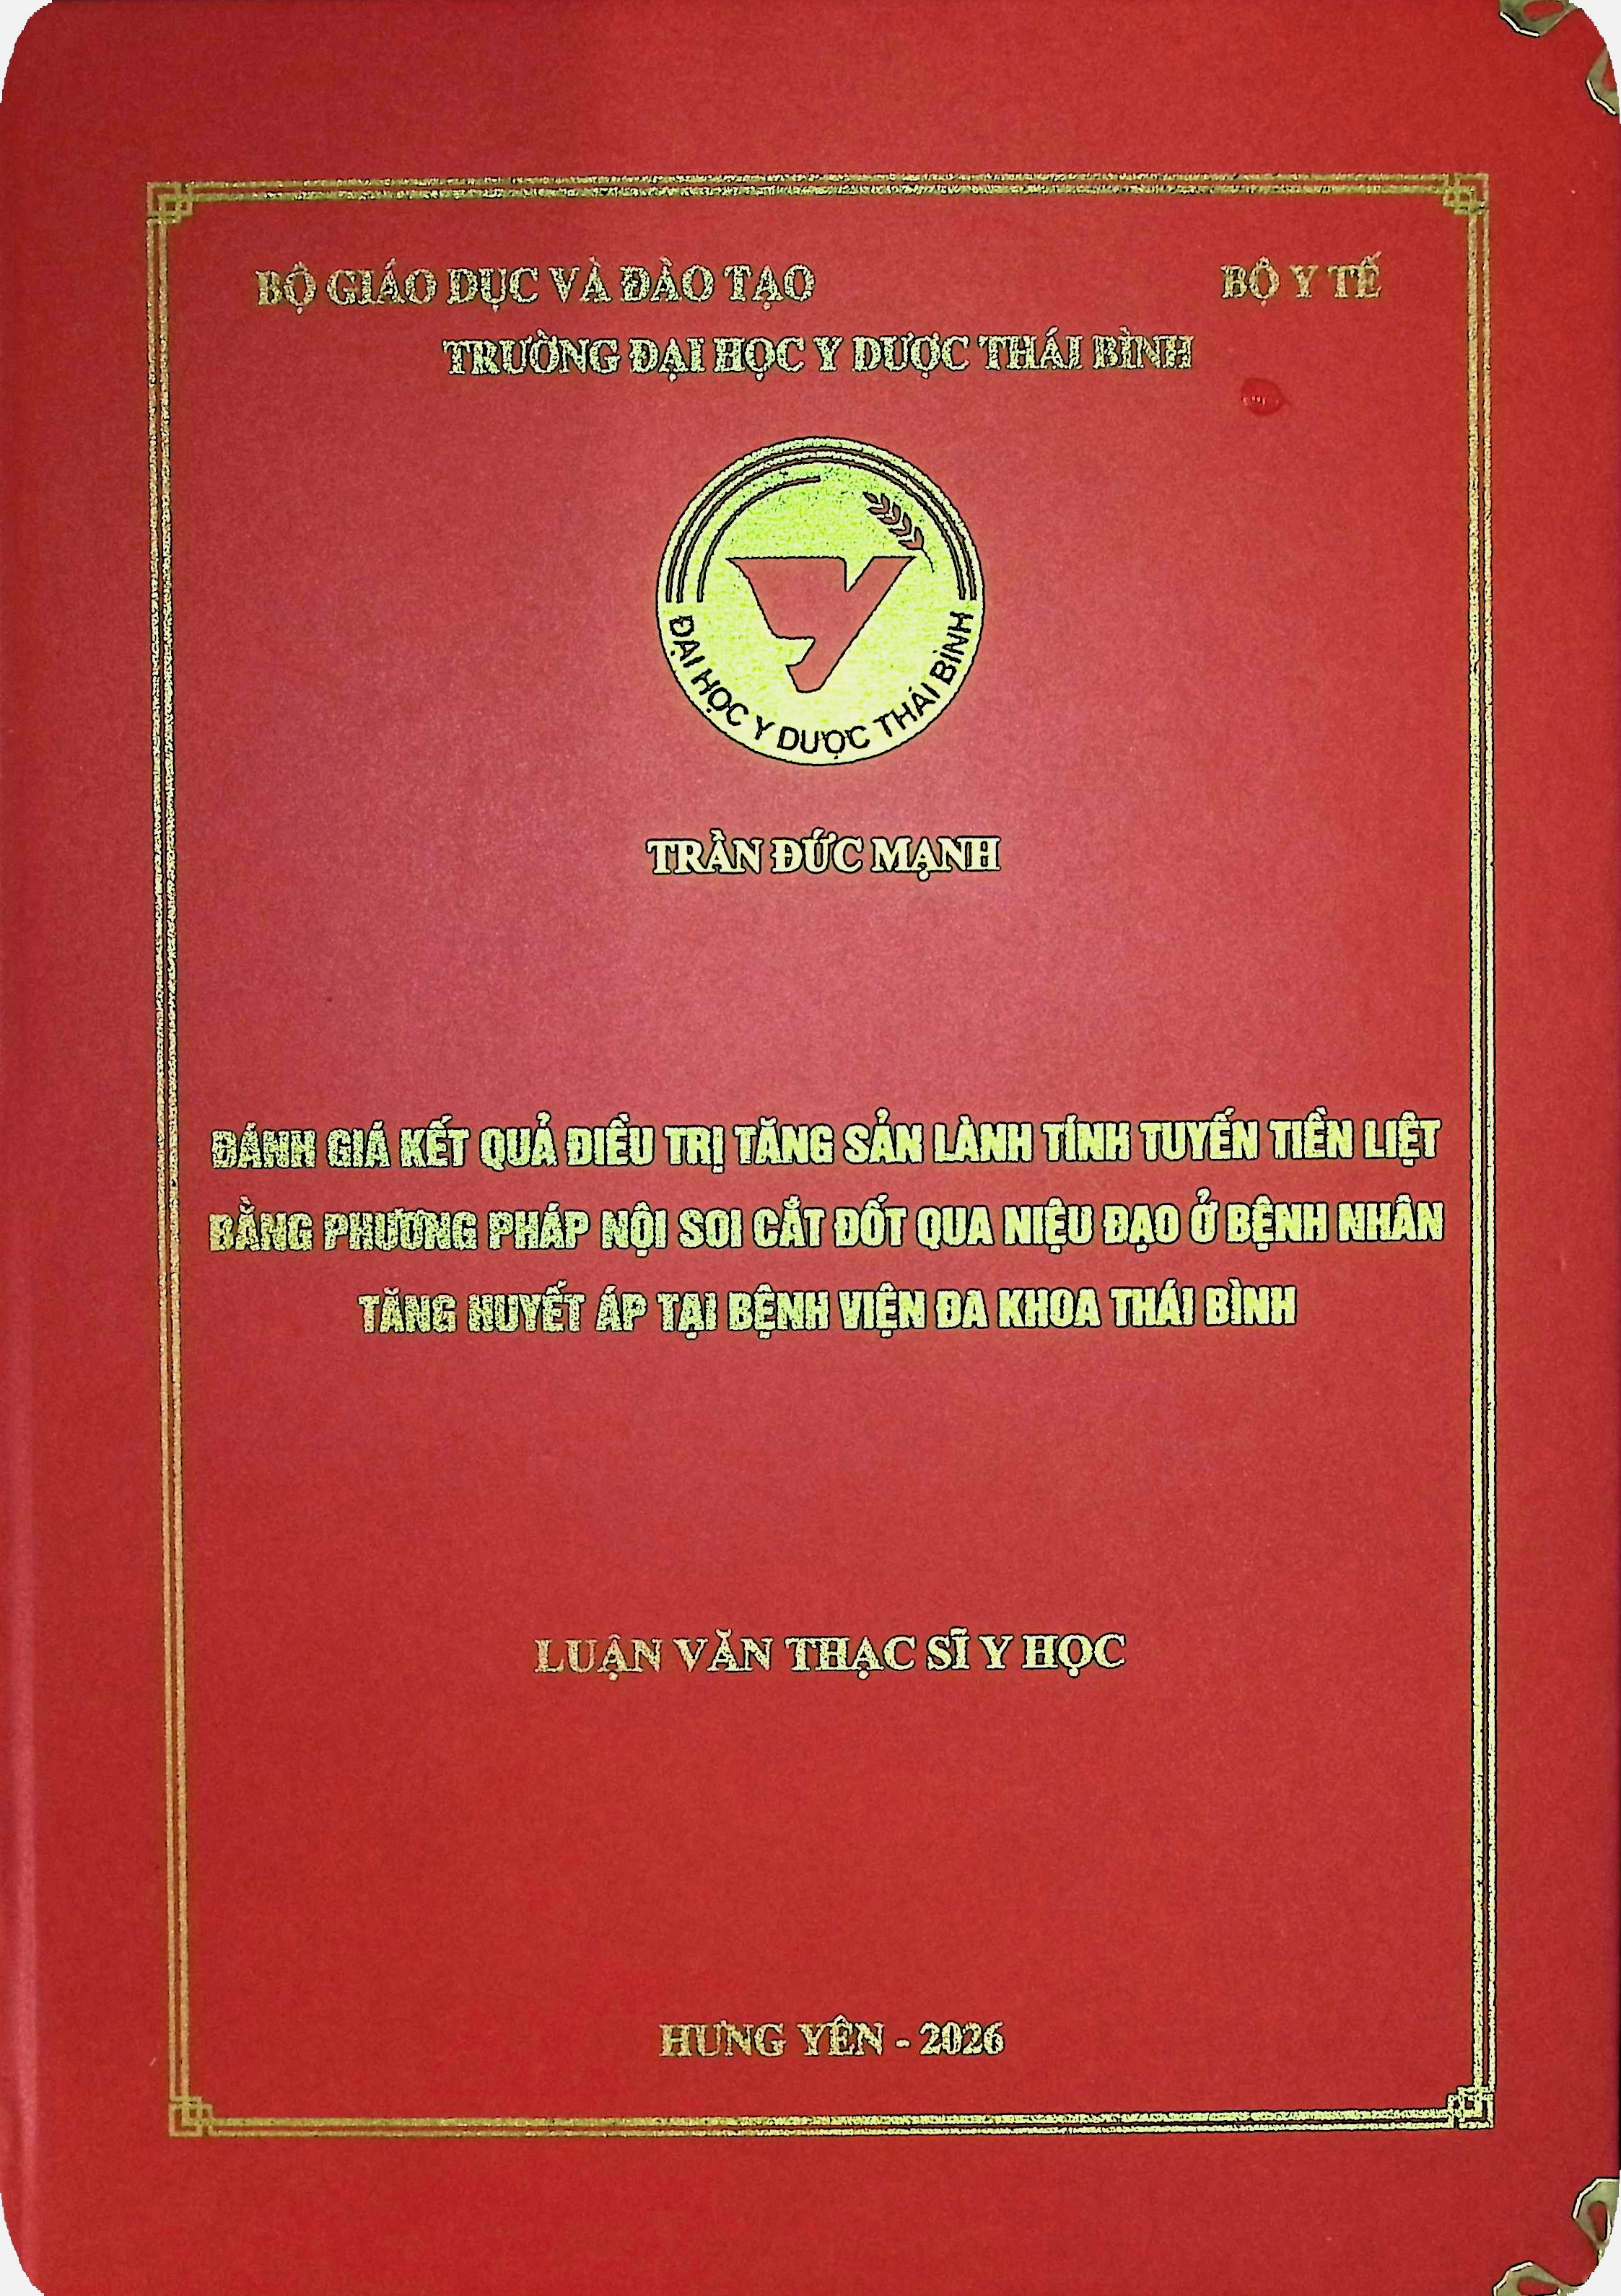 BỘ GIÁO DỤC VÀ ĐÀO TẠO BỘ Y TẾ
TRƯỜNG ĐẠI HỌC Y DƯỢC THÁI BÌNH
ĐẠI HỌC Y DƯỢC THÁI BÌNH
TRẦN ĐỨC MẠNH
ĐÁNH GIÁ KẾT QUẢ ĐIỀU TRỊ TĂNG SẢN LÀNH TÍNH TUYẾN TIỀN LIỆT
BẰNG PHƯƠNG PHÁP NỘI SOI CẮT ĐỐT QUA NIỆU ĐẠO Ở BỆNH NHÂN
TĂNG HUYẾT ÁP TẠI BỆNH VIỆN ĐA KHOA THÁI BÌNH
LUẬN VĂN THẠC SĨ Y HỌC
HƯNG YÊN - 2026